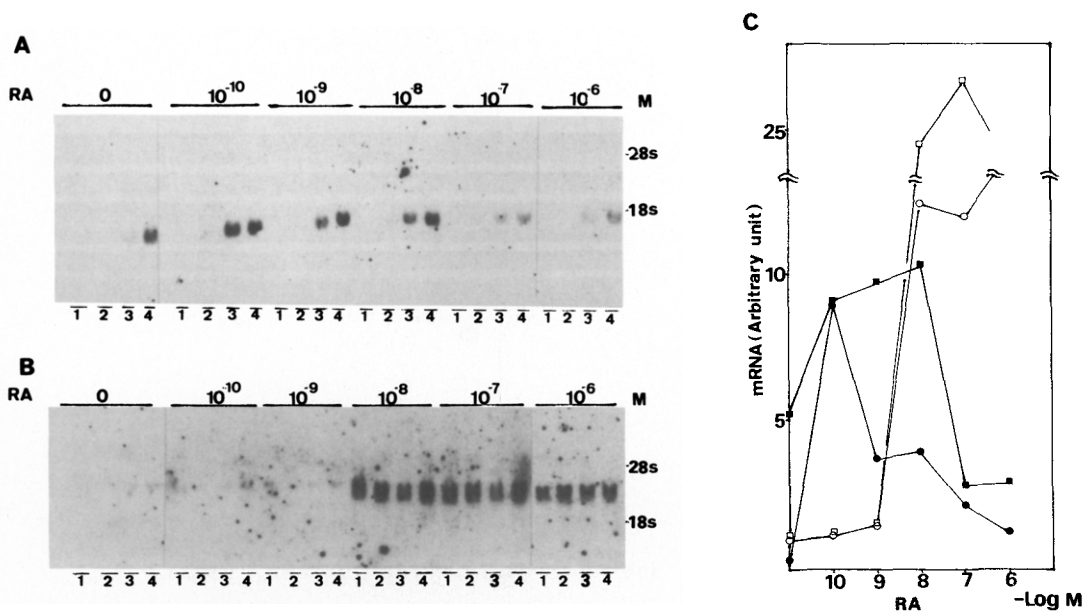 A
RA 0 10⁻¹⁰ 10⁻⁹ 10⁻⁸ 10⁻⁷ 10⁻⁶ M
-28s
-18s
1 2 3 4 1 2 3 4 1 2 3 4 1 2 3 4 1 2 3 4 1 2 3 4
B
RA 0 10⁻¹⁰ 10⁻⁹ 10⁻⁸ 10⁻⁷ 10⁻⁶ M
-28s
-18s
1 2 3 4 1 2 3 4 1 2 3 4 1 2 3 4 1 2 3 4 1 2 3 4
C
mRNA (Arbitrary unit)
25
10
5
10 9 8 7 6
RA -Log M